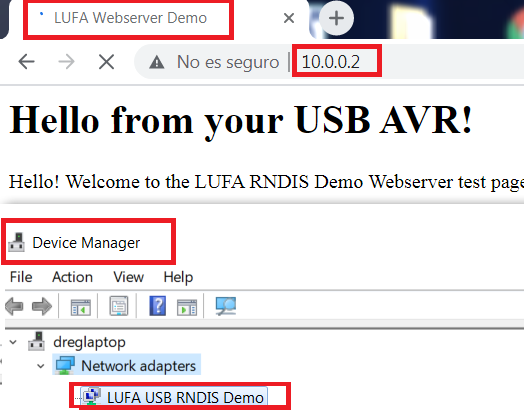 LUFA Webserver Demo
No es seguro | 10.0.0.2
Hello from your USB AVR!
Hello! Welcome to the LUFA RNDIS Demo Webserver test page
Device Manager
File Action View Help
dreglaptop
Network adapters
LUFA USB RNDIS Demo